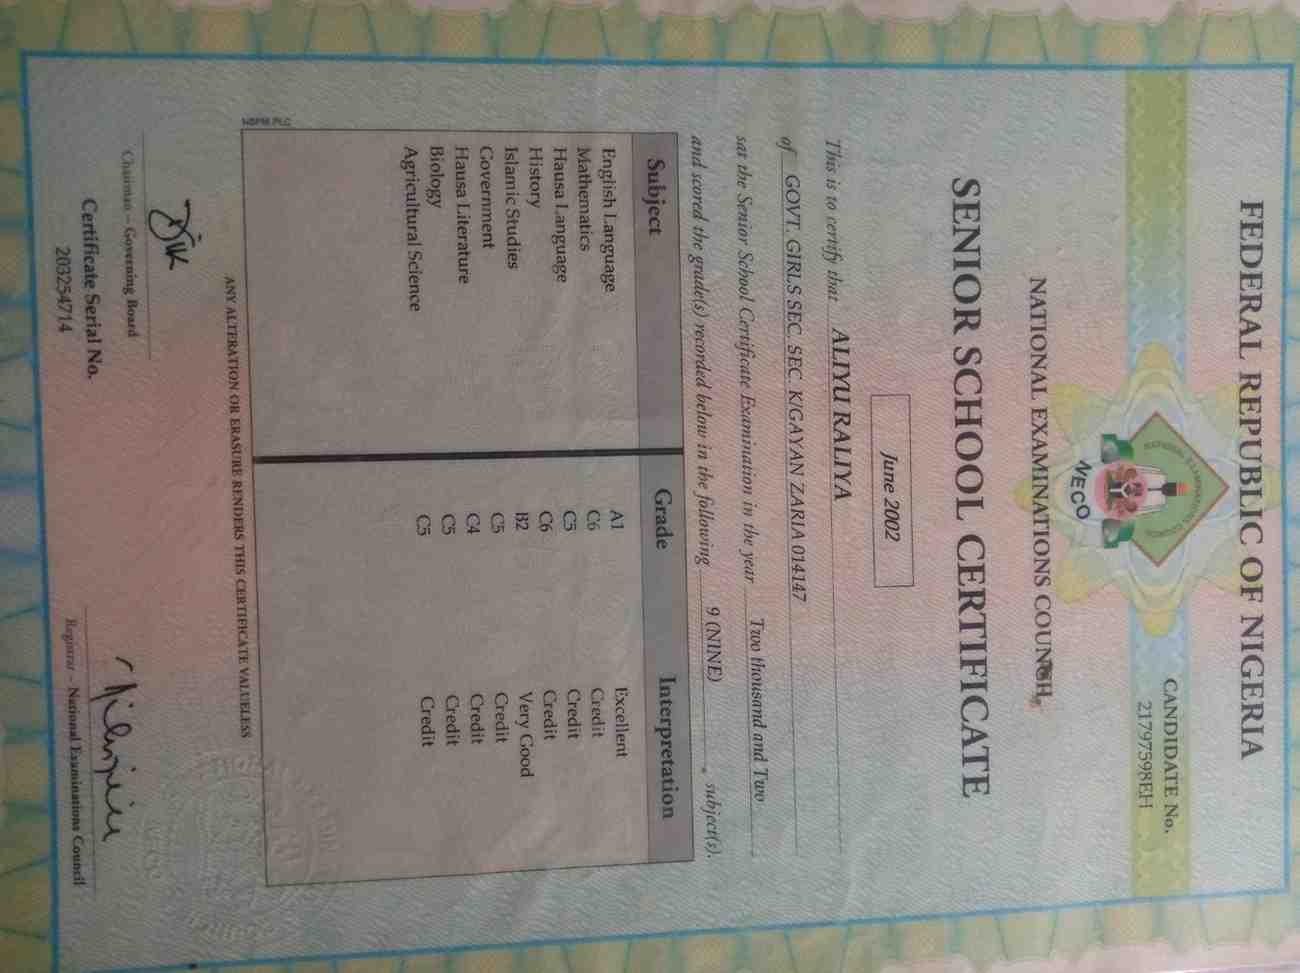 FEDERAL REPUBLIC OF NIGERIA
CANDIDATE No.
21797598EH
NECO
NATIONAL EXAMINATIONS COUNCIL
SENIOR SCHOOL CERTIFICATE
June 2002
This is to certify that ALIYU RALIYA
of GOVT. GIRLS SEC. SEC. K/GAYAN ZARIA 014147
sat the Senior School Certificate Examination in the year Two thousand and Two
and scored the grade(s) recorded below in the following 9 (NINE) subject(s).
Subject Grade Interpretation
English Language A1 Excellent
Mathematics C6 Credit
Hausa Language C5 Credit
History C6 Credit
Islamic Studies B2 Very Good
Government C5 Credit
Hausa Literature C4 Credit
Biology C5 Credit
Agricultural Science C5 Credit
NSPM PLC
ANY ALTERATION OR ERASURE RENDERS THIS CERTIFICATE VALUELESS
Chairman – Governing Board
Registrar – National Examinations Council
Certificate Serial No.
203254714